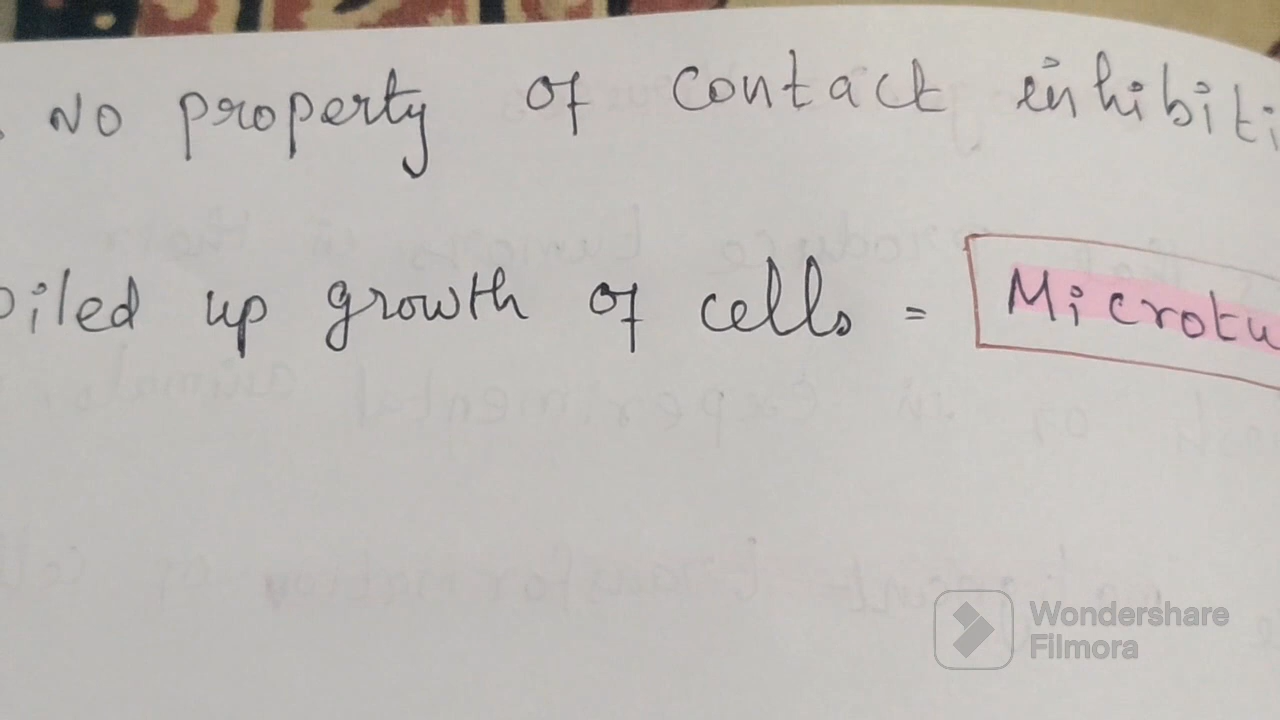 No property of contact inhibiti
piled up growth of cells = Microtu
Wondershare
Filmora